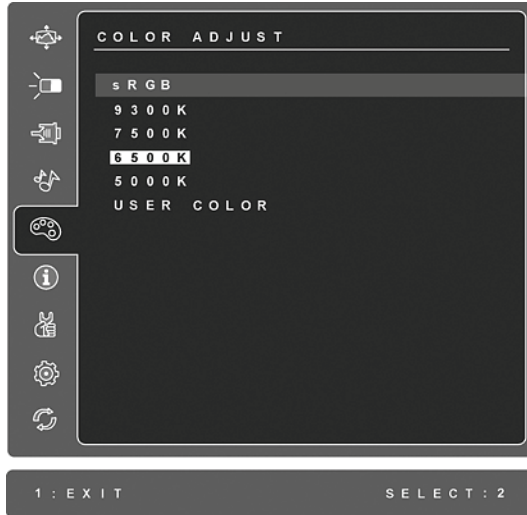 COLOR ADJUST
sRGB
9300K
7500K
6500K
5000K
USER COLOR
1:EXIT SELECT:2